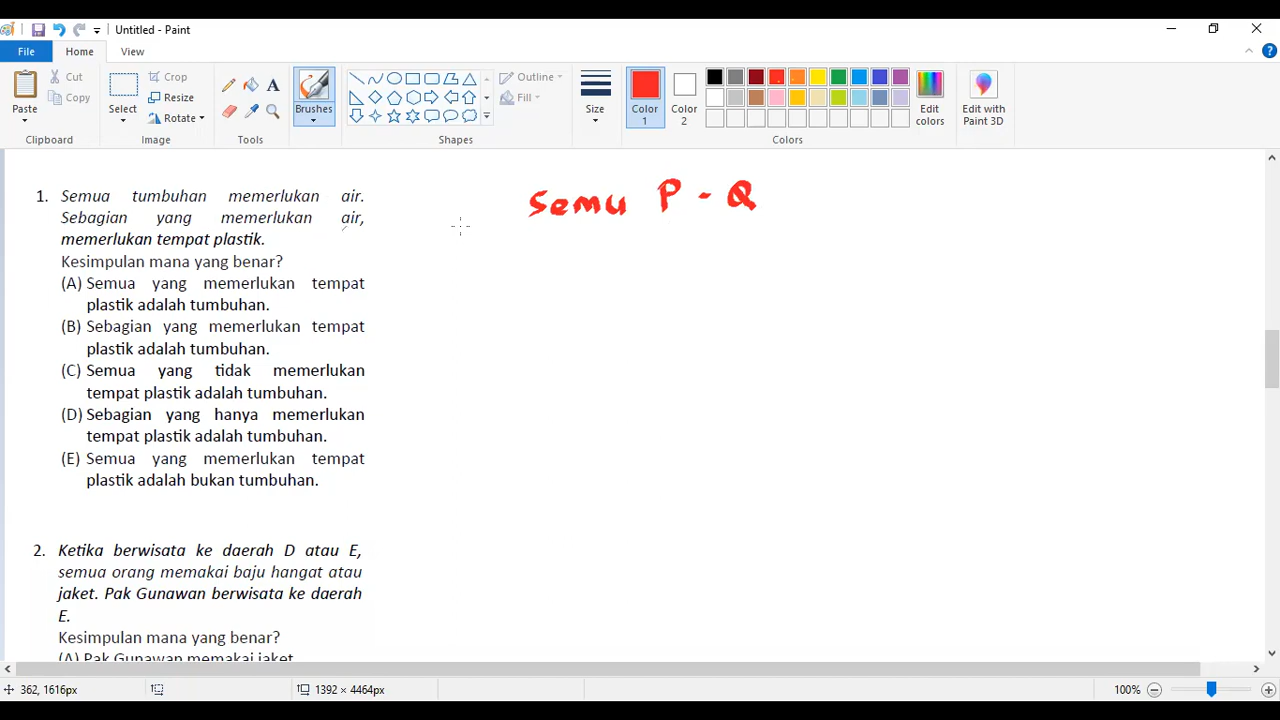 Untitled - Paint
File Home View
Paste Cut Copy Clipboard
Select Crop Resize Rotate Image
Tools
Brushes
Shapes Outline Fill
Size
Color 1 Color 2 Edit colors Colors
Edit with Paint 3D
Semu P - Q
1. Semua tumbuhan memerlukan air.
Sebagian yang memerlukan air,
memerlukan tempat plastik.
Kesimpulan mana yang benar?
(A) Semua yang memerlukan tempat
plastik adalah tumbuhan.
(B) Sebagian yang memerlukan tempat
plastik adalah tumbuhan.
(C) Semua yang tidak memerlukan
tempat plastik adalah tumbuhan.
(D) Sebagian yang hanya memerlukan
tempat plastik adalah tumbuhan.
(E) Semua yang memerlukan tempat
plastik adalah bukan tumbuhan.
2. Ketika berwisata ke daerah D atau E,
semua orang memakai baju hangat atau
jaket. Pak Gunawan berwisata ke daerah
E.
Kesimpulan mana yang benar?
(A) Pak Gunawan memakai jaket
362, 1616px 1392 × 4464px 100%